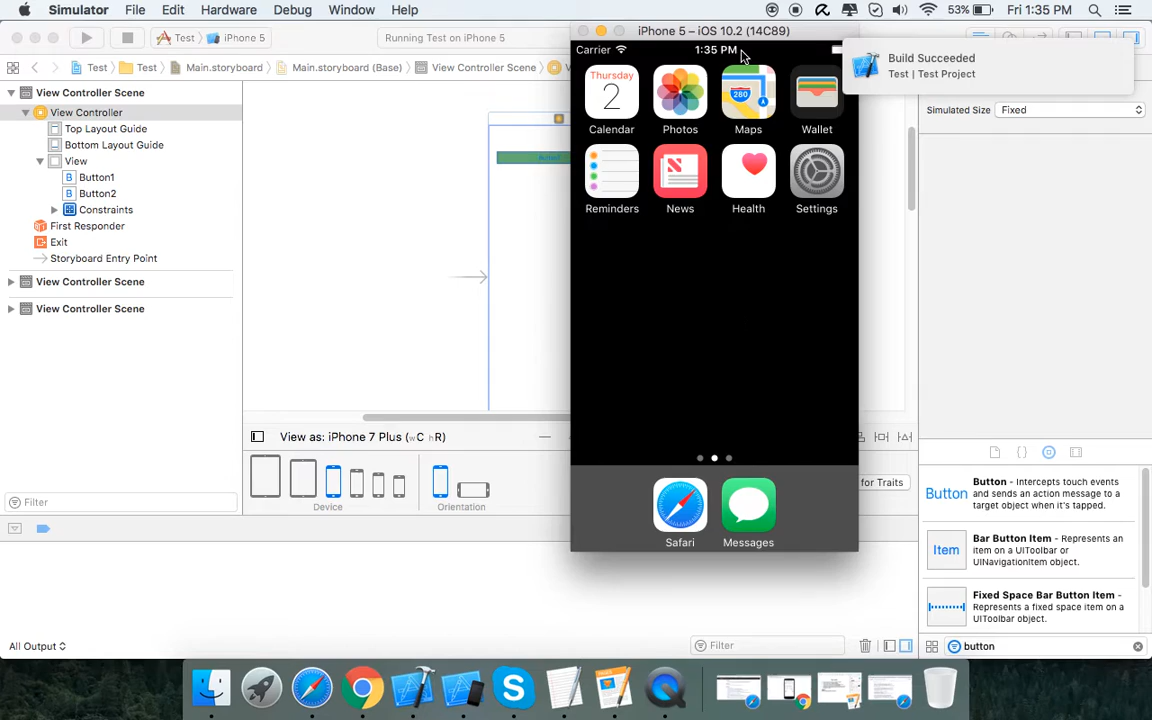 Simulator File Edit Hardware Debug Window Help 53% Fri 1:35 PM
Test iPhone 5 Running Test on iPhone 5
iPhone 5 – iOS 10.2 (14C89)
Test Test Main.storyboard Main.storyboard (Base) View Controller Scene
Carrier 1:35 PM
Build Succeeded
Test | Test Project
Simulated Size Fixed
View Controller Scene
View Controller
Top Layout Guide
Bottom Layout Guide
View
B Button1
B Button2
Constraints
First Responder
Exit
Storyboard Entry Point
View Controller Scene
View Controller Scene
Filter
Thursday
2
280
Calendar Photos Maps Wallet
Reminders News Health Settings
Safari Messages
View as: iPhone 7 Plus (wC hR)
Device Orientation
for Traits
Button Button - Intercepts touch events
and sends an action message to a
target object when it's tapped.
Item Bar Button Item - Represents an
item on a UIToolbar or
UINavigationItem object.
Fixed Space Bar Button Item -
Represents a fixed space item on a
UIToolbar object.
All Output Filter button